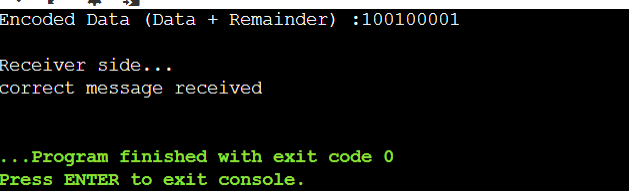 Encoded Data (Data + Remainder) :100100001
Receiver side...
correct message received
...Program finished with exit code 0
Press ENTER to exit console.